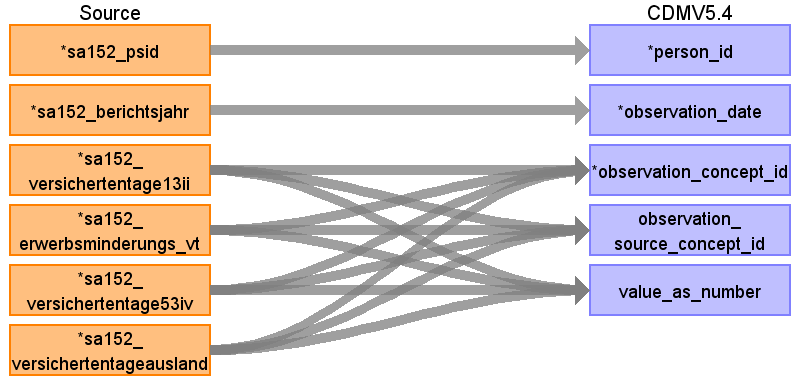 Source
CDMV5.4
*sa152_psid
*person_id
*sa152_berichtsjahr
*observation_date
*sa152_
versichertentage13ii
*observation_concept_id
*sa152_
erwerbsminderungs_vt
observation_
source_concept_id
*sa152_
versichertentage53iv
value_as_number
*sa152_
versichertentageausland